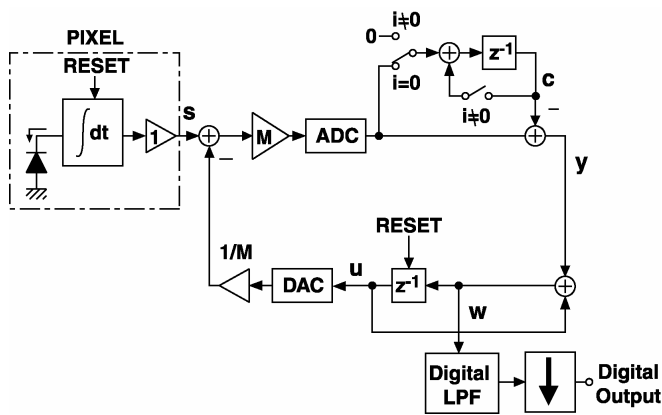 i≠0
0
PIXEL
RESET
i=0
z-1
c
s
∫ dt
1
M
ADC
i≠0
−
−
y
1/M
RESET
DAC
u
z-1
w
Digital
LPF
Digital
Output